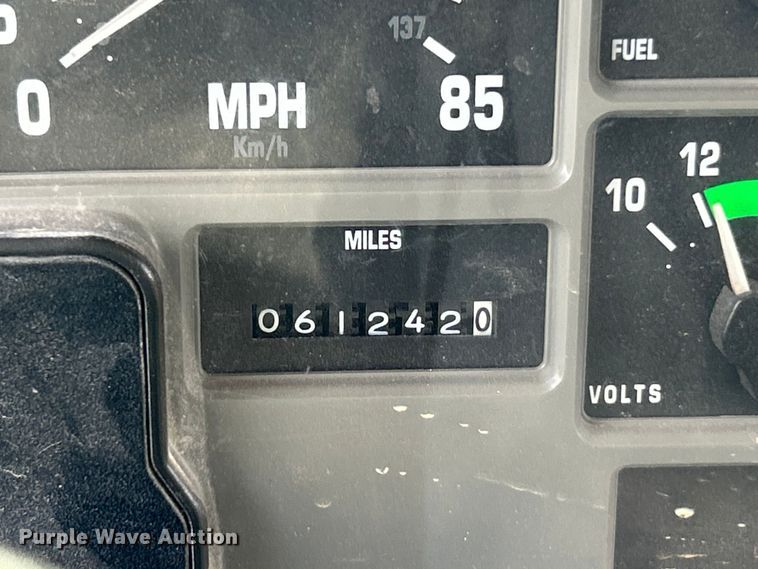 137
0
MPH
85
Km/h
FUEL
MILES
0612420
10
12
VOLTS
Purple Wave Auction